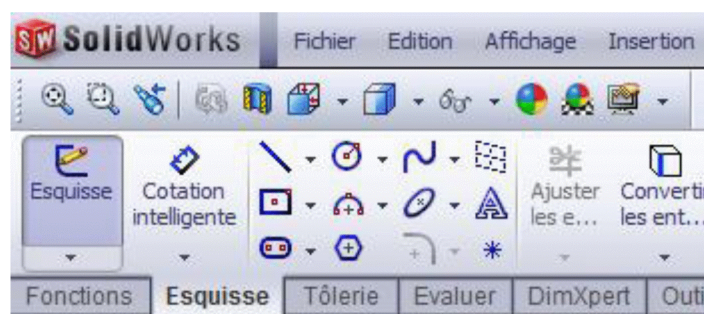 SW SolidWorks Fichier Edition Affichage Insertion
Esquisse Cotation intelligente Ajuster les e... Converti les ent...
Fonctions Esquisse Tôlerie Evaluer DimXpert Outi